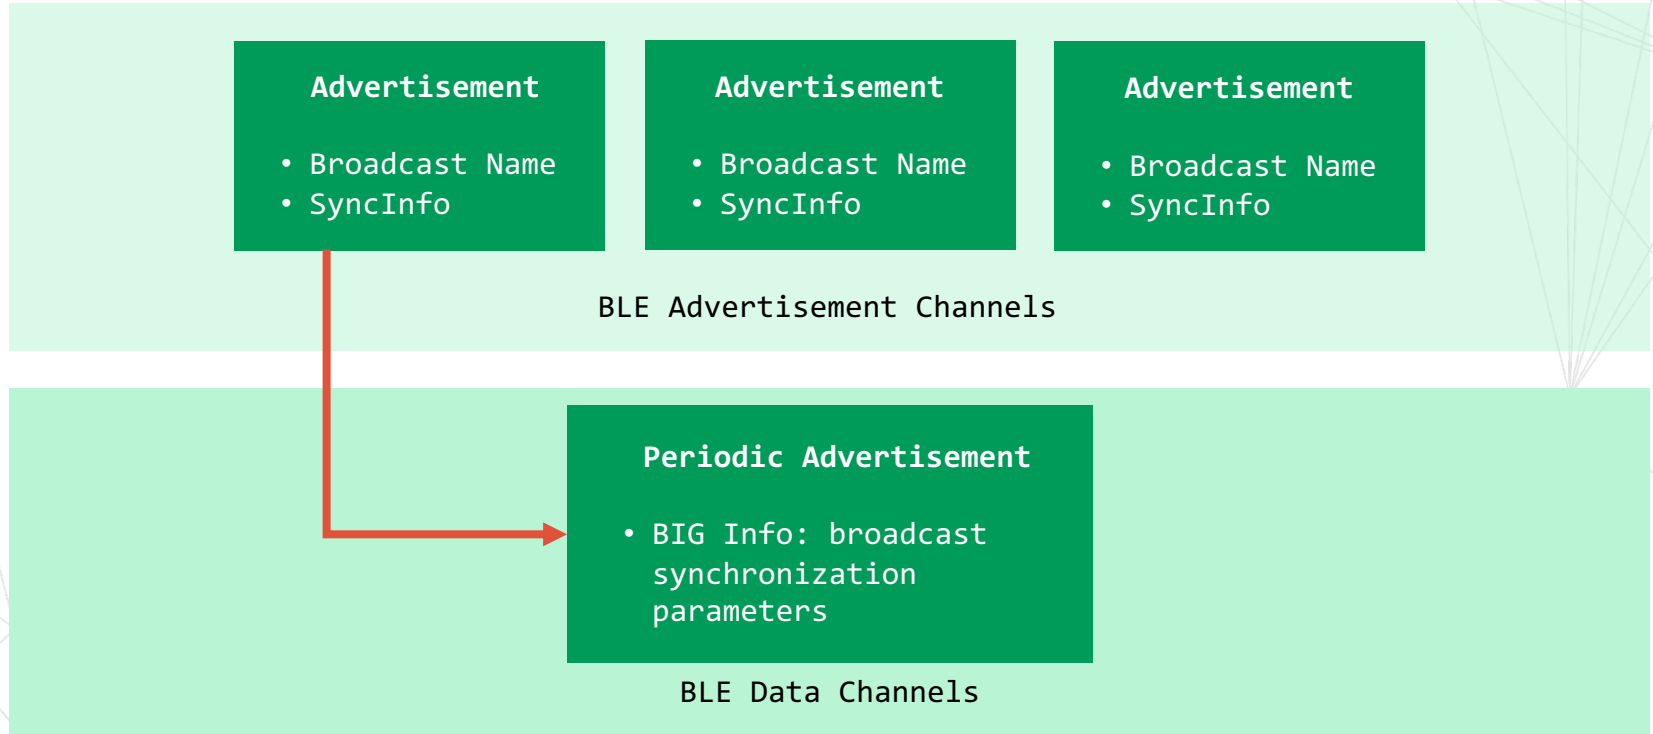 Advertisement
• Broadcast Name
• SyncInfo
Advertisement
• Broadcast Name
• SyncInfo
Advertisement
• Broadcast Name
• SyncInfo
BLE Advertisement Channels
Periodic Advertisement
• BIG Info: broadcast
synchronization
parameters
BLE Data Channels